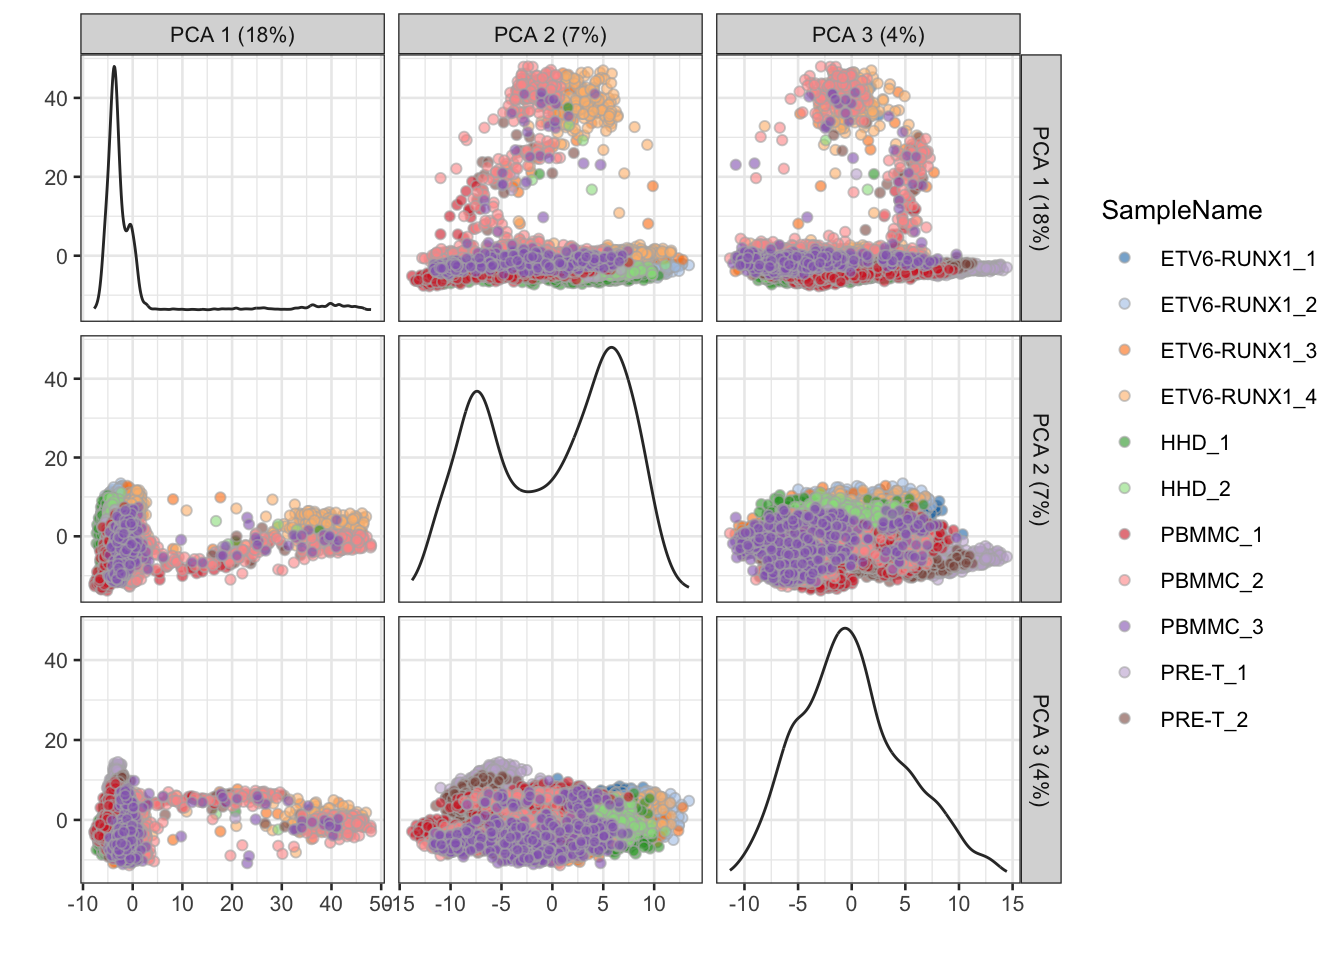 PCA 1 (18%) PCA 2 (7%) PCA 3 (4%)
40
20
0
PCA 1 (18%)
40
20
0
PCA 2 (7%)
40
20
0
PCA 3 (4%)
-10 0 10 20 30 40 50
-15 -10 -5 0 5 10
-10 -5 0 5 10 15
SampleName
ETV6-RUNX1_1
ETV6-RUNX1_2
ETV6-RUNX1_3
ETV6-RUNX1_4
HHD_1
HHD_2
PBMMC_1
PBMMC_2
PBMMC_3
PRE-T_1
PRE-T_2